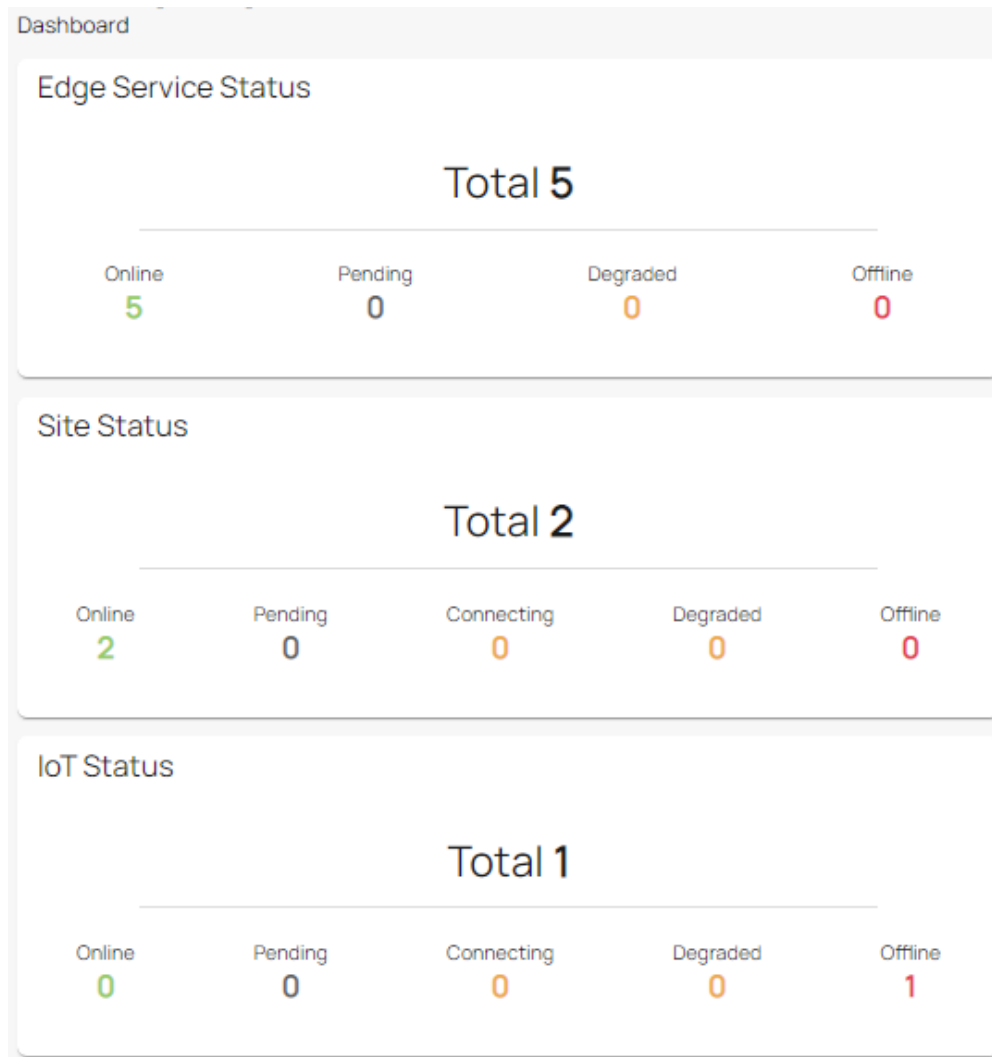 Dashboard
Edge Service Status
Total 5
Online Pending Degraded Offline
5 0 0 0
Site Status
Total 2
Online Pending Connecting Degraded Offline
2 0 0 0 0
IoT Status
Total 1
Online Pending Connecting Degraded Offline
0 0 0 0 1